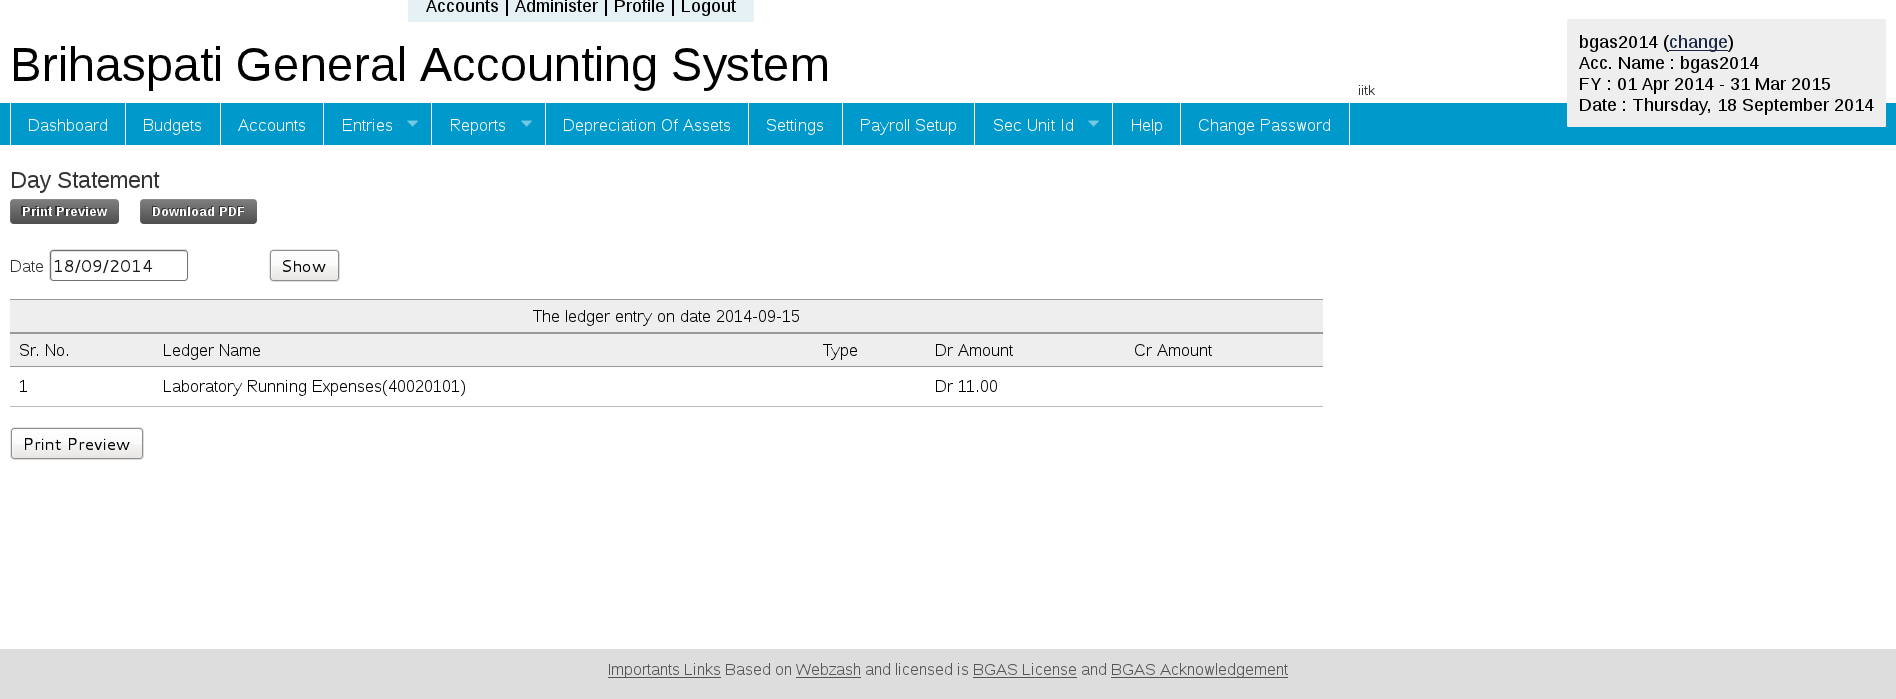 Accounts | Administer | Profile | Logout
Brihaspati General Accounting System
iitk
bgas2014 (change)
Acc. Name : bgas2014
FY : 01 Apr 2014 - 31 Mar 2015
Date : Thursday, 18 September 2014
Dashboard Budgets Accounts Entries Reports Depreciation Of Assets Settings Payroll Setup Sec Unit Id Help Change Password
Day Statement
Print Preview Download PDF
Date 18/09/2014 Show
The ledger entry on date 2014-09-15
Sr. No. Ledger Name Type Dr Amount Cr Amount
1 Laboratory Running Expenses(40020101) Dr 11.00
Print Preview
Importants Links Based on Webzash and licensed is BGAS License and BGAS Acknowledgement